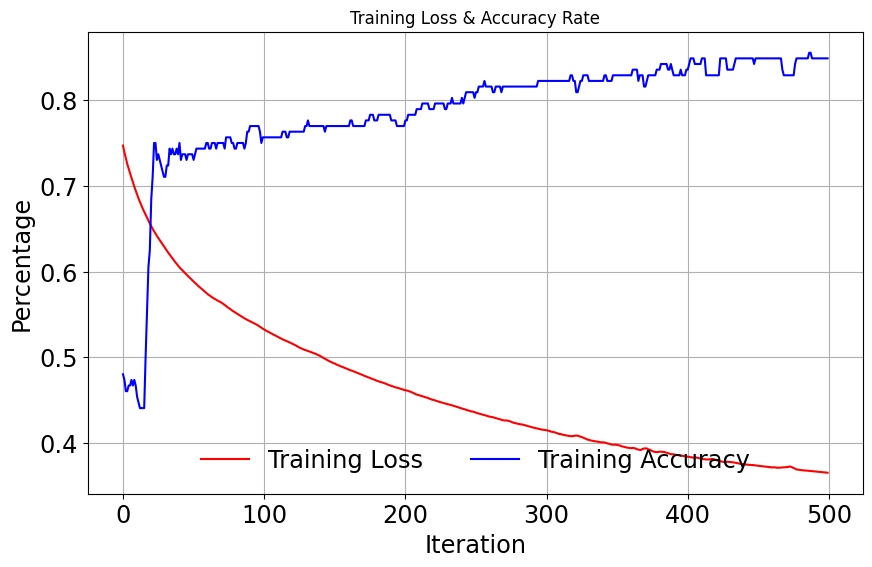 Training Loss & Accuracy Rate
Percentage
0.8
0.7
0.6
0.5
0.4
Training Loss Training Accuracy
0 100 200 300 400 500
Iteration